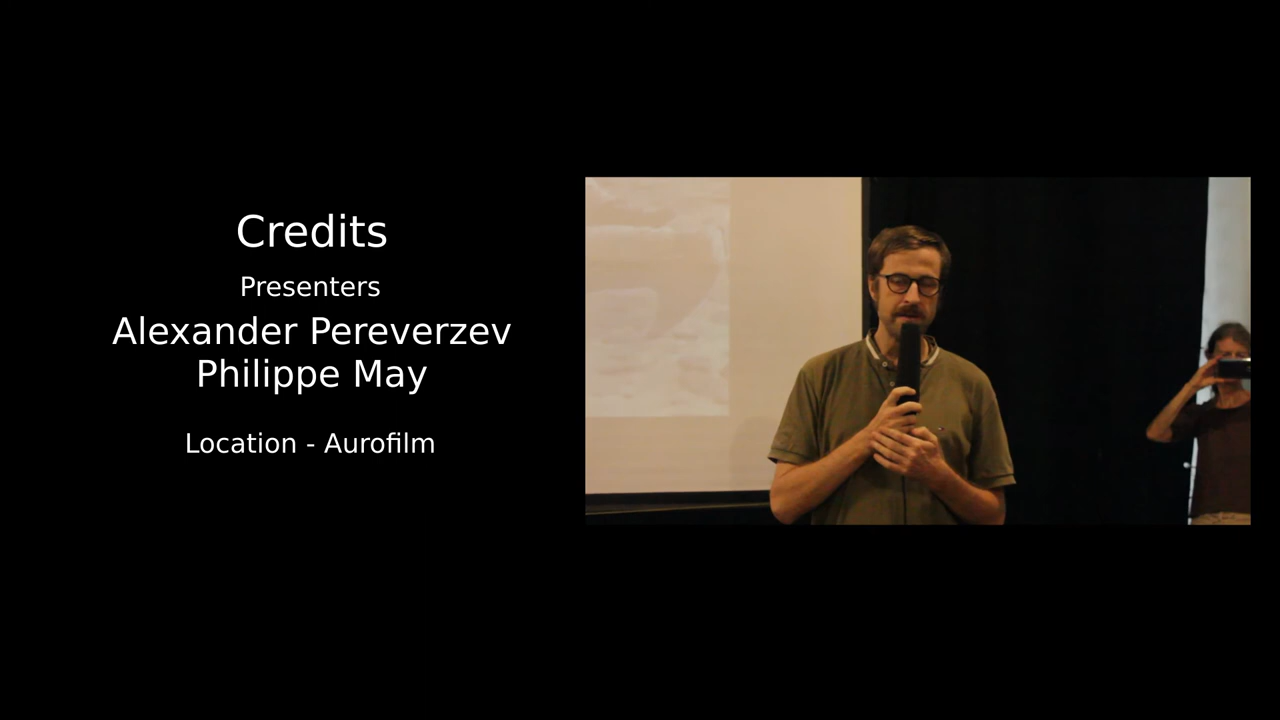 Credits
Presenters
Alexander Pereverzev
Philippe May
Location - Aurofilm